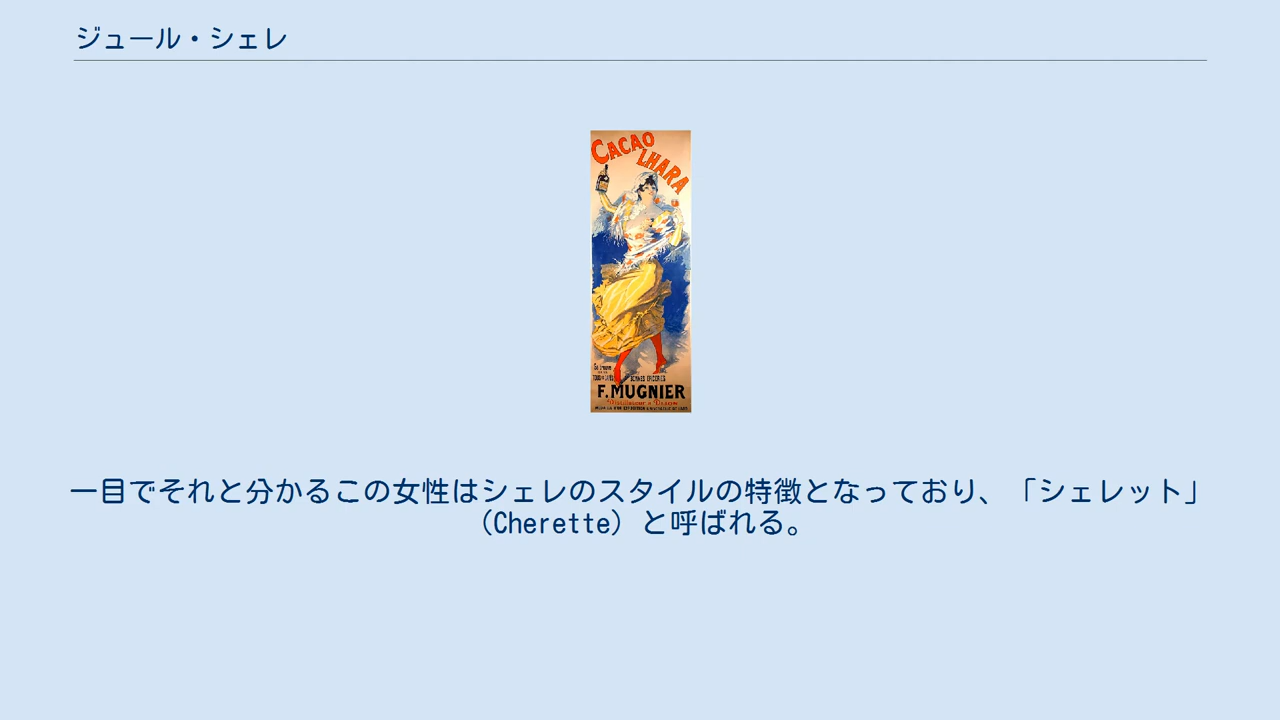 ジュール・シェレ
CACAO
LHARA
F. MUGNIER
一目でそれと分かるこの女性はシェレのスタイルの特徴となっており、「シェレット」
（Cherette）と呼ばれる。